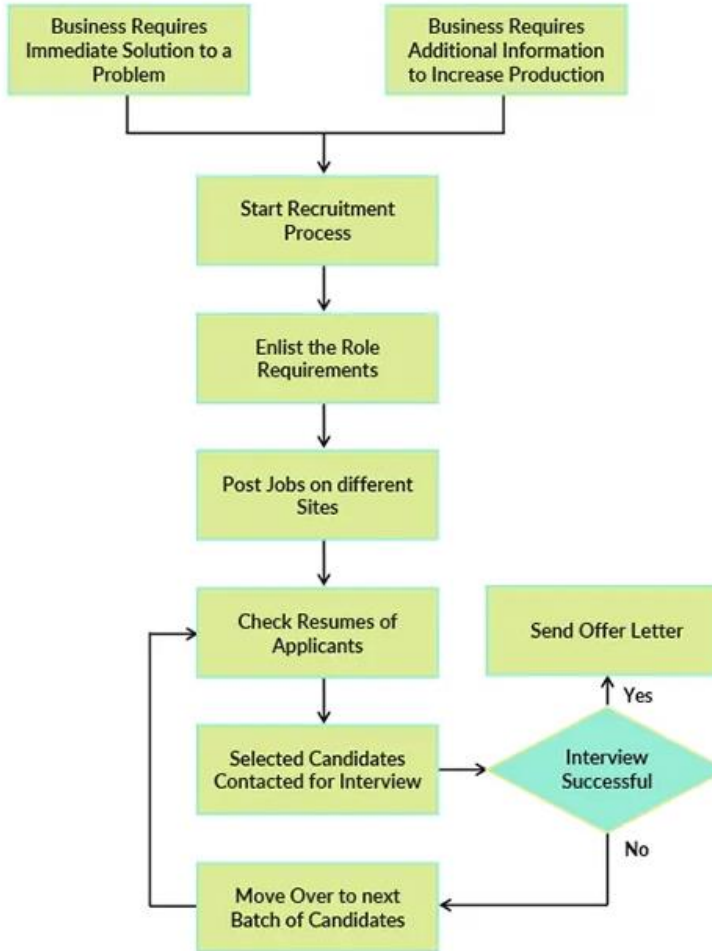 Business Requires
Immediate Solution to a
Problem
Business Requires
Additional Information
to Increase Production
Start Recruitment
Process
Enlist the Role
Requirements
Post Jobs on different
Sites
Check Resumes of
Applicants
Send Offer Letter
Yes
Selected Candidates
Contacted for Interview
Interview
Successful
No
Move Over to next
Batch of Candidates